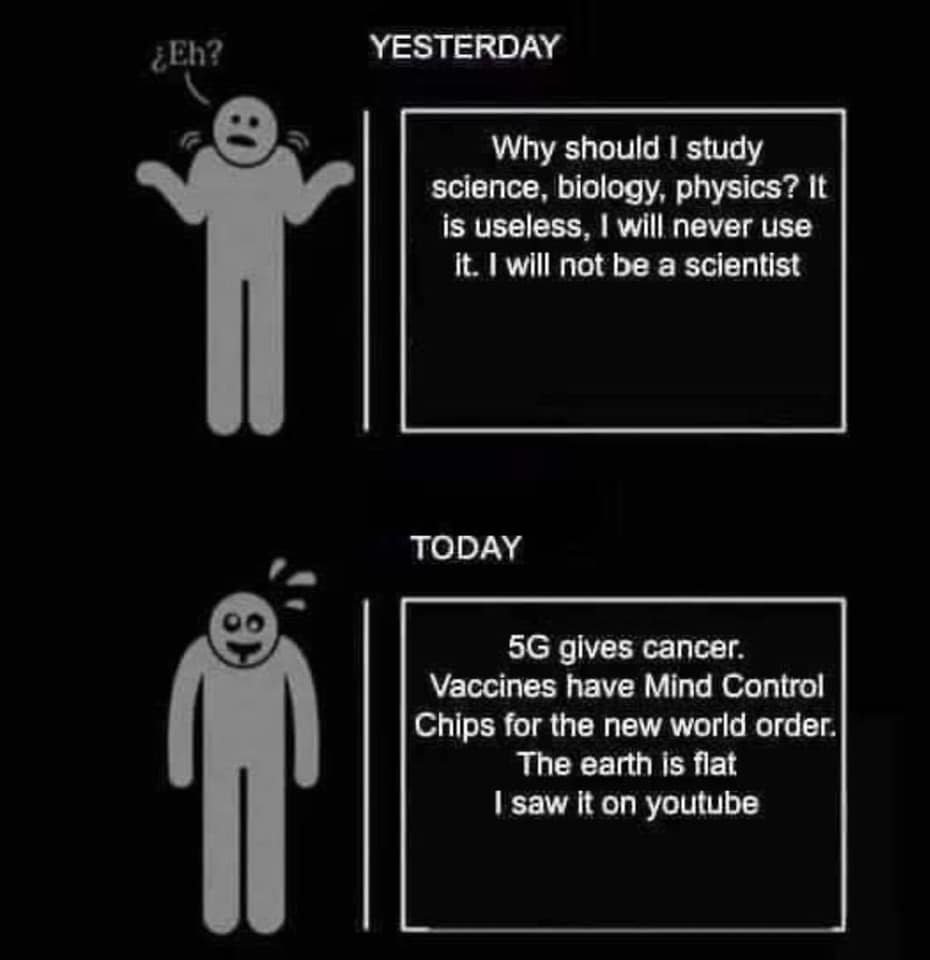 ¿Eh?
YESTERDAY
Why should I study
science, biology, physics? It
is useless, I will never use
it. I will not be a scientist
TODAY
5G gives cancer.
Vaccines have Mind Control
Chips for the new world order.
The earth is flat
I saw it on youtube